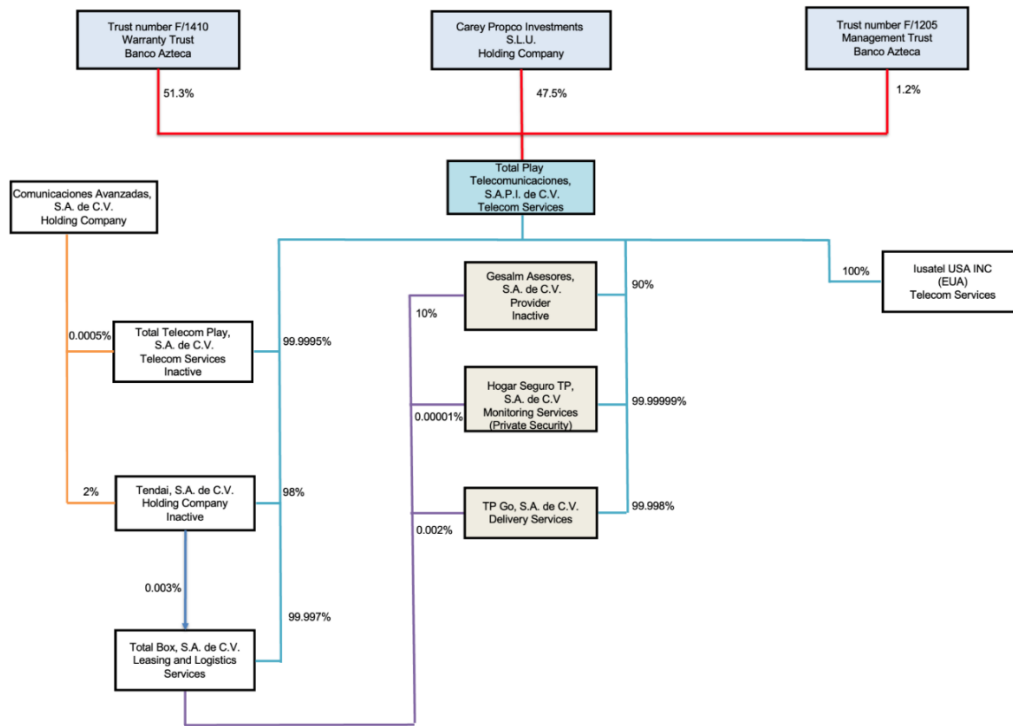 Trust number F/1410
Warranty Trust
Banco Azteca
Carey Propco Investments
S.L.U.
Holding Company
Trust number F/1205
Management Trust
Banco Azteca
51.3%
47.5%
1.2%
Total Play
Telecomunicaciones,
S.A.P.I. de C.V.
Telecom Services
Comunicaciones Avanzadas,
S.A. de C.V.
Holding Company
Gesalm Asesores,
S.A. de C.V.
Provider
Inactive
10%
90%
100%
Iusatel USA INC
(EUA)
Telecom Services
0.0005%
Total Telecom Play,
S.A. de C.V.
Telecom Services
Inactive
99.9995%
Hogar Seguro TP,
S.A. de C.V
Monitoring Services
(Private Security)
0.00001%
99.99999%
2%
Tendai, S.A. de C.V.
Holding Company
Inactive
98%
TP Go, S.A. de C.V.
Delivery Services
0.002%
99.998%
0.003%
99.997%
Total Box, S.A. de C.V.
Leasing and Logistics
Services